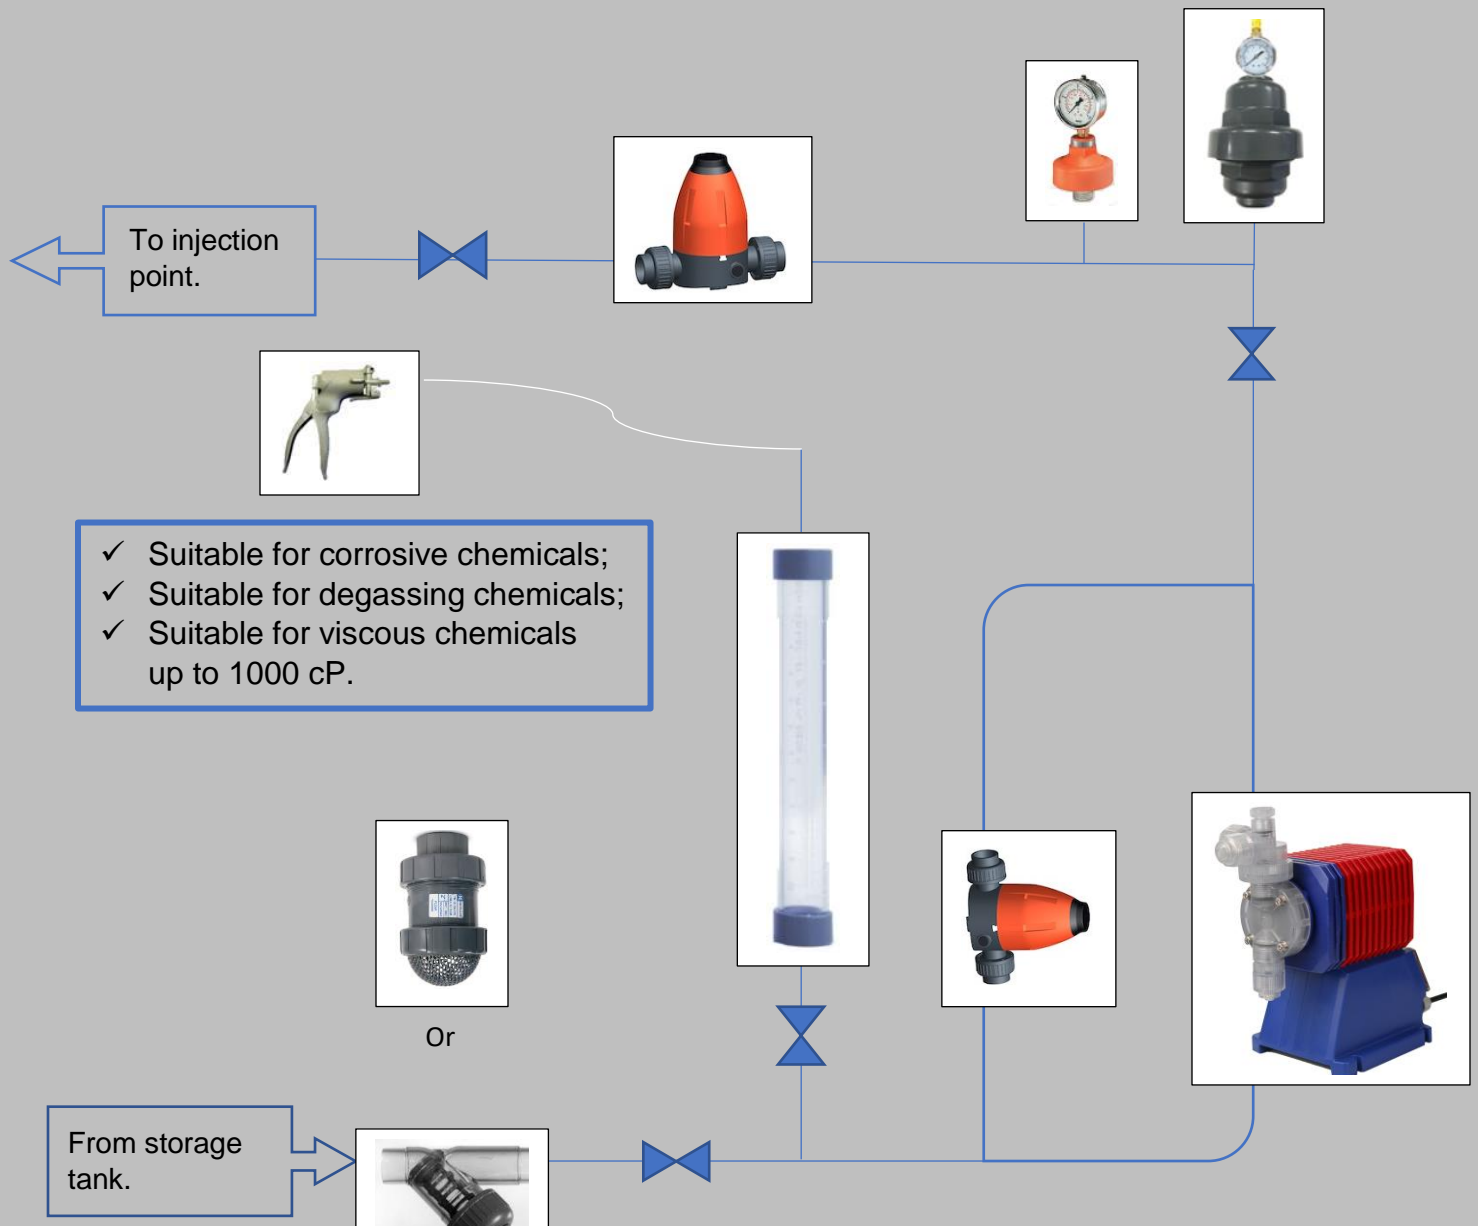 To injection
point.
✓ Suitable for corrosive chemicals;
✓ Suitable for degassing chemicals;
✓ Suitable for viscous chemicals
up to 1000 cP.
Or
From storage
tank.